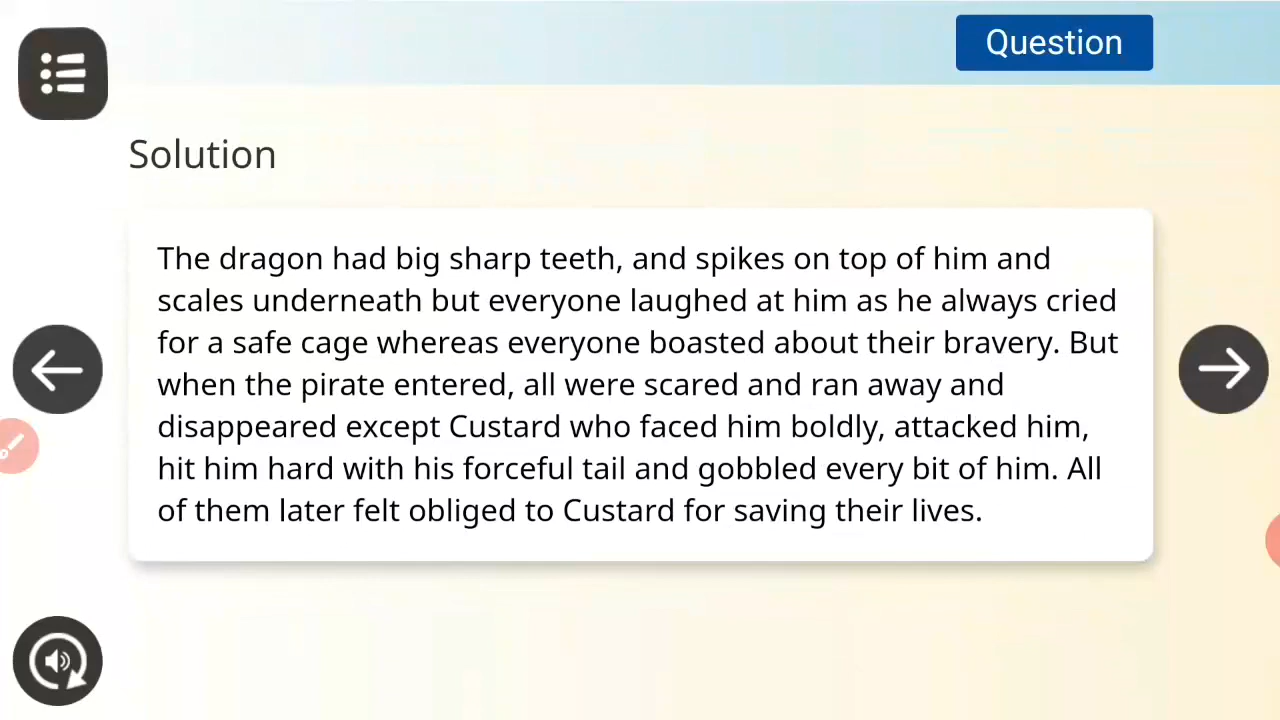 Question
Solution
The dragon had big sharp teeth, and spikes on top of him and
scales underneath but everyone laughed at him as he always cried
for a safe cage whereas everyone boasted about their bravery. But
when the pirate entered, all were scared and ran away and
disappeared except Custard who faced him boldly, attacked him,
hit him hard with his forceful tail and gobbled every bit of him. All
of them later felt obliged to Custard for saving their lives.